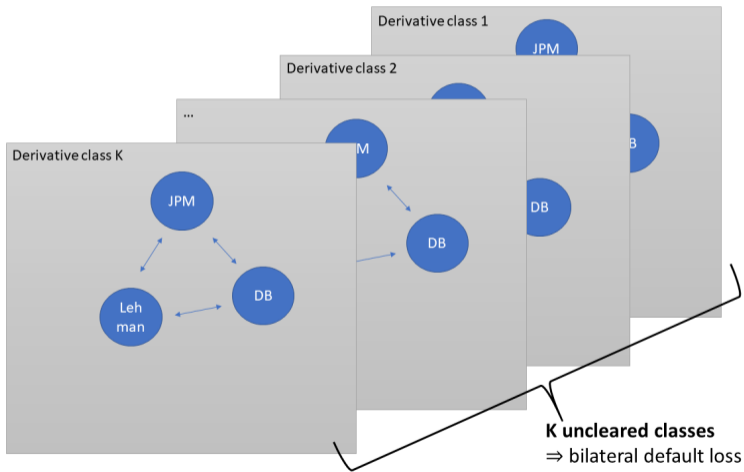 Derivative class 1
JPM
B
Derivative class 2
DB
...
M
DB
Derivative class K
JPM
DB
Leh
man
K uncleared classes
⇒ bilateral default loss